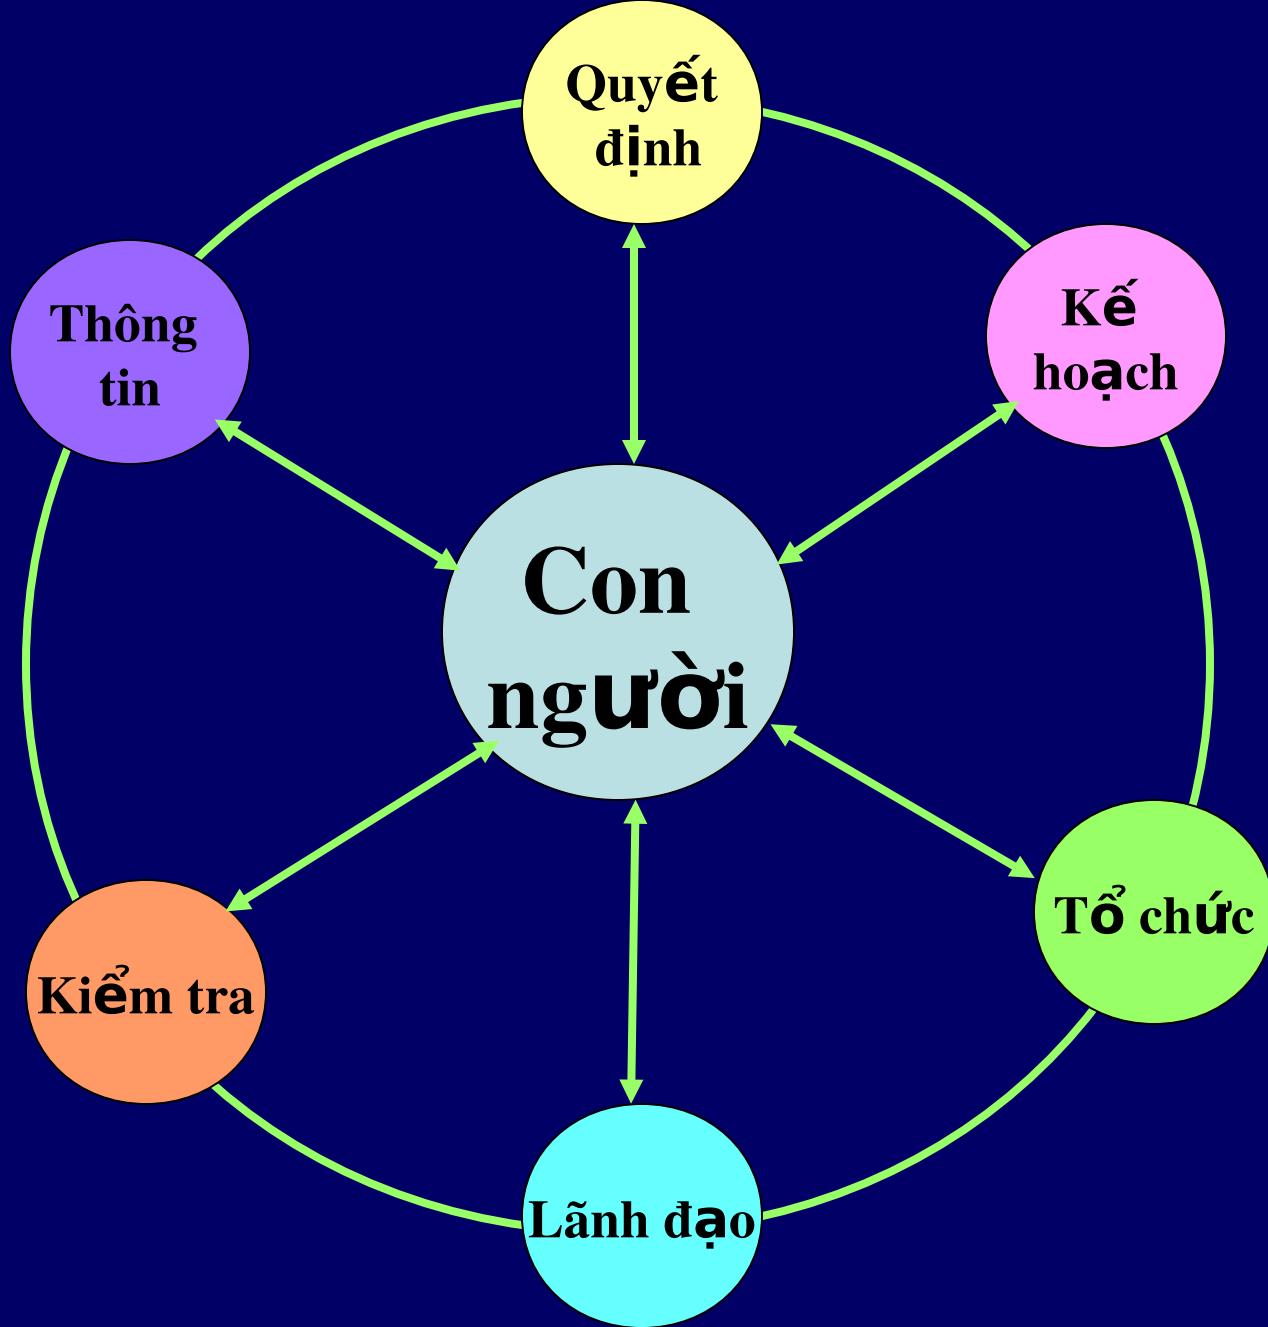 Quyết
định
Kế
hoạch
Thông
tin
Con
người
Tổ chức
Kiểm tra
Lãnh đạo